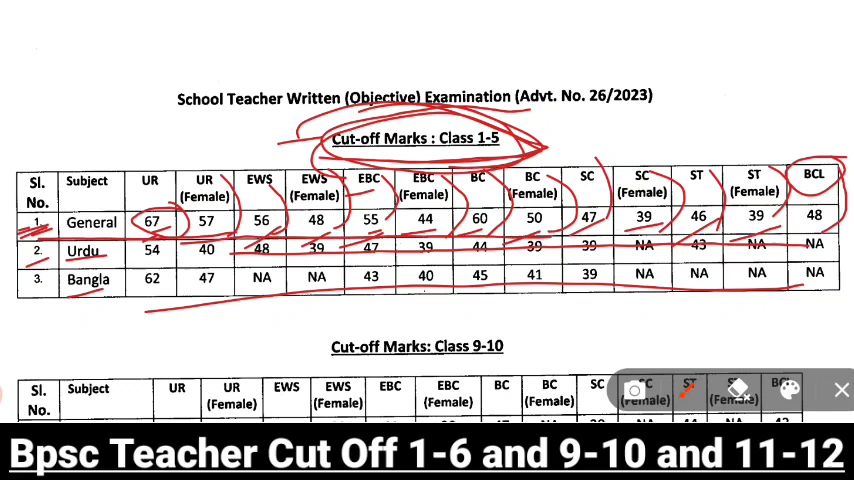 School Teacher Written (Objective) Examination (Advt. No. 26/2023)
Cut-off Marks : Class 1-5
Sl. No. Subject UR UR (Female) EWS EWS (Female) EBC EBC (Female) BC BC (Female) SC SC (Female) ST ST (Female) BCL
1. General 67 57 56 48 55 44 60 50 47 39 46 39 48
2. Urdu 54 40 48 39 47 39 44 39 39 NA 43 NA NA
3. Bangla 62 47 NA NA 43 40 45 41 39 NA NA NA NA
Cut-off Marks: Class 9-10
Sl. No. Subject UR UR (Female) EWS EWS (Female) EBC EBC (Female) BC BC (Female) SC SC (Female) ST (Female) BCL
Bpsc Teacher Cut Off 1-6 and 9-10 and 11-12